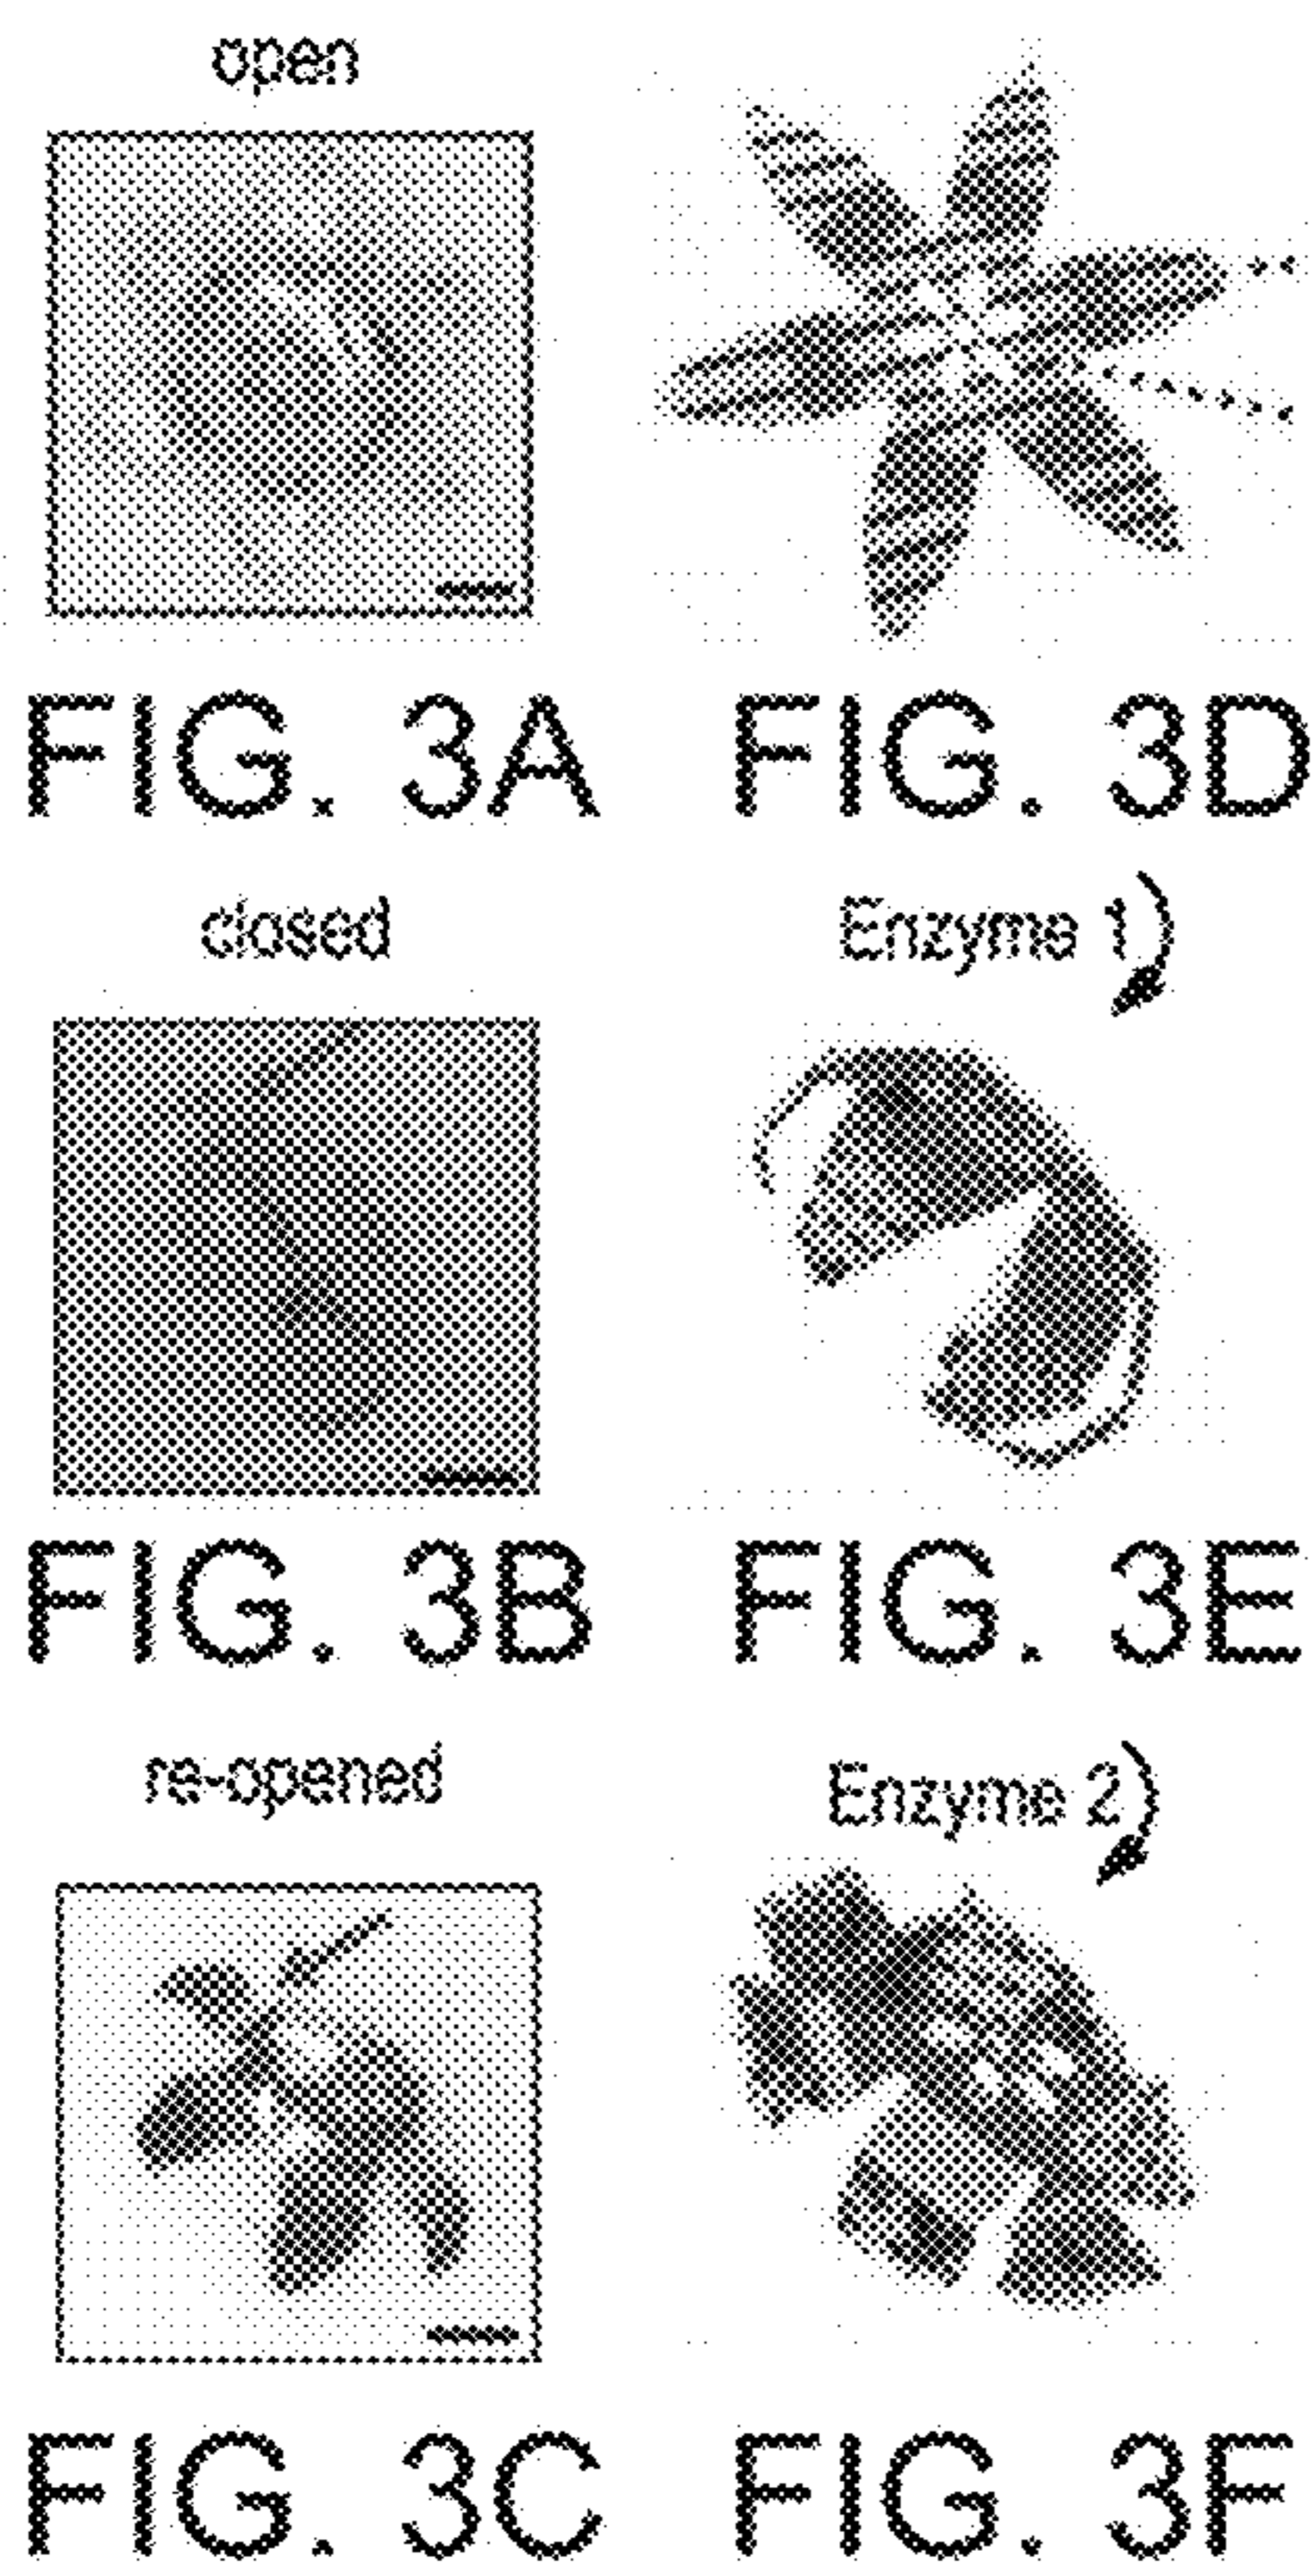 open
FIG. 3A
FIG. 3D
closed
Enzyme 1
FIG. 3B
FIG. 3E
re-opened
Enzyme 2
FIG. 3C
FIG. 3F